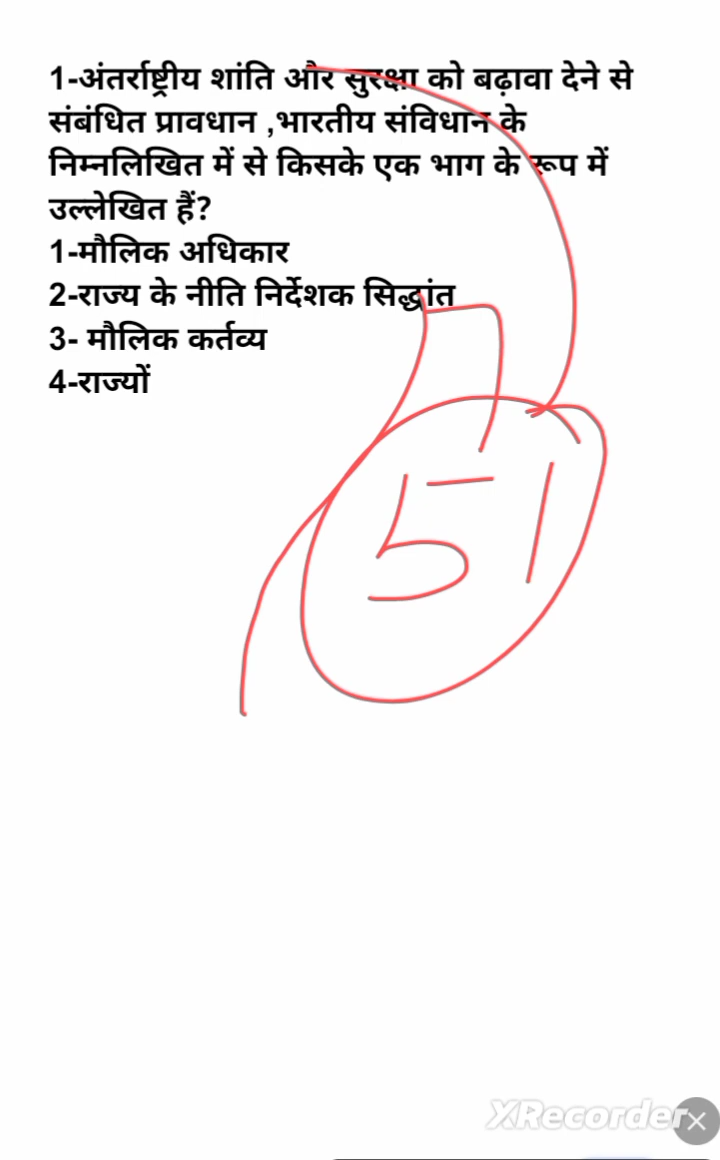 1-अंतर्राष्ट्रीय शांति और सुरक्षा को बढ़ावा देने से
संबंधित प्रावधान ,भारतीय संविधान के
निम्नलिखित में से किसके एक भाग के रूप में
उल्लेखित हैं?
1-मौलिक अधिकार
2-राज्य के नीति निर्देशक सिद्धांत
3- मौलिक कर्तव्य
4-राज्यों
51
XRecorder